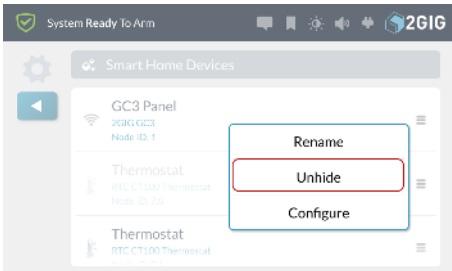 System Ready To Arm
2GIG
Smart Home Devices
GC3 Panel
2GIG GC3
Node ID: 1
Thermostat
RTC CT100 Thermostat
Node ID: 7.0
Thermostat
RTC CT100 Thermostat
Rename
Unhide
Configure